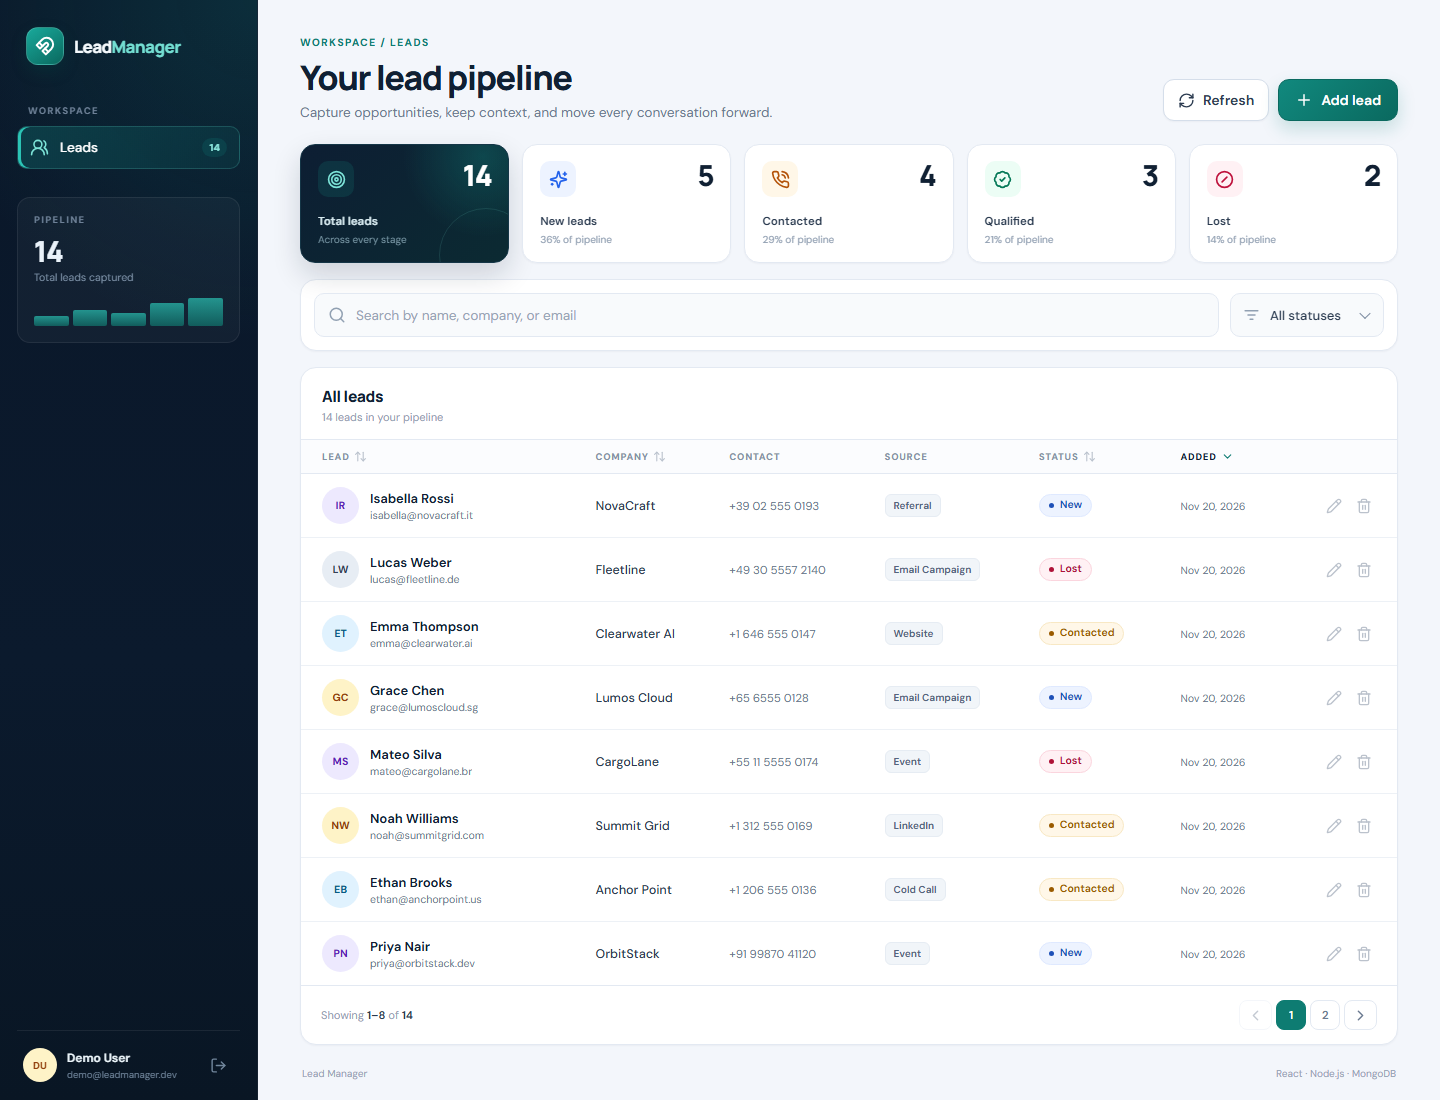 LeadManager
WORKSPACE
Leads 14
PIPELINE
14
Total leads captured
DU
Demo User
demo@leadmanager.dev
WORKSPACE / LEADS
Your lead pipeline
Capture opportunities, keep context, and move every conversation forward.
Refresh
Add lead
14
Total leads
Across every stage
5
New leads
36% of pipeline
4
Contacted
29% of pipeline
3
Qualified
21% of pipeline
2
Lost
14% of pipeline
Search by name, company, or email
All statuses
All leads
14 leads in your pipeline
LEAD COMPANY CONTACT SOURCE STATUS ADDED
IR Isabella Rossi NovaCraft +39 02 555 0193 Referral New Nov 20, 2026
isabella@novacraft.it
LW Lucas Weber Fleetline +49 30 5557 2140 Email Campaign Lost Nov 20, 2026
lucas@fleetline.de
ET Emma Thompson Clearwater AI +1 646 555 0147 Website Contacted Nov 20, 2026
emma@clearwater.ai
GC Grace Chen Lumos Cloud +65 6555 0128 Email Campaign New Nov 20, 2026
grace@lumoscloud.sg
MS Mateo Silva CargoLane +55 11 5555 0174 Event Lost Nov 20, 2026
mateo@cargolane.br
NW Noah Williams Summit Grid +1 312 555 0169 LinkedIn Contacted Nov 20, 2026
noah@summitgrid.com
EB Ethan Brooks Anchor Point +1 206 555 0136 Cold Call Contacted Nov 20, 2026
ethan@anchorpoint.us
PN Priya Nair OrbitStack +91 99870 41120 Event New Nov 20, 2026
priya@orbitstack.dev
Showing 1–8 of 14
1 2
Lead Manager
React · Node.js · MongoDB